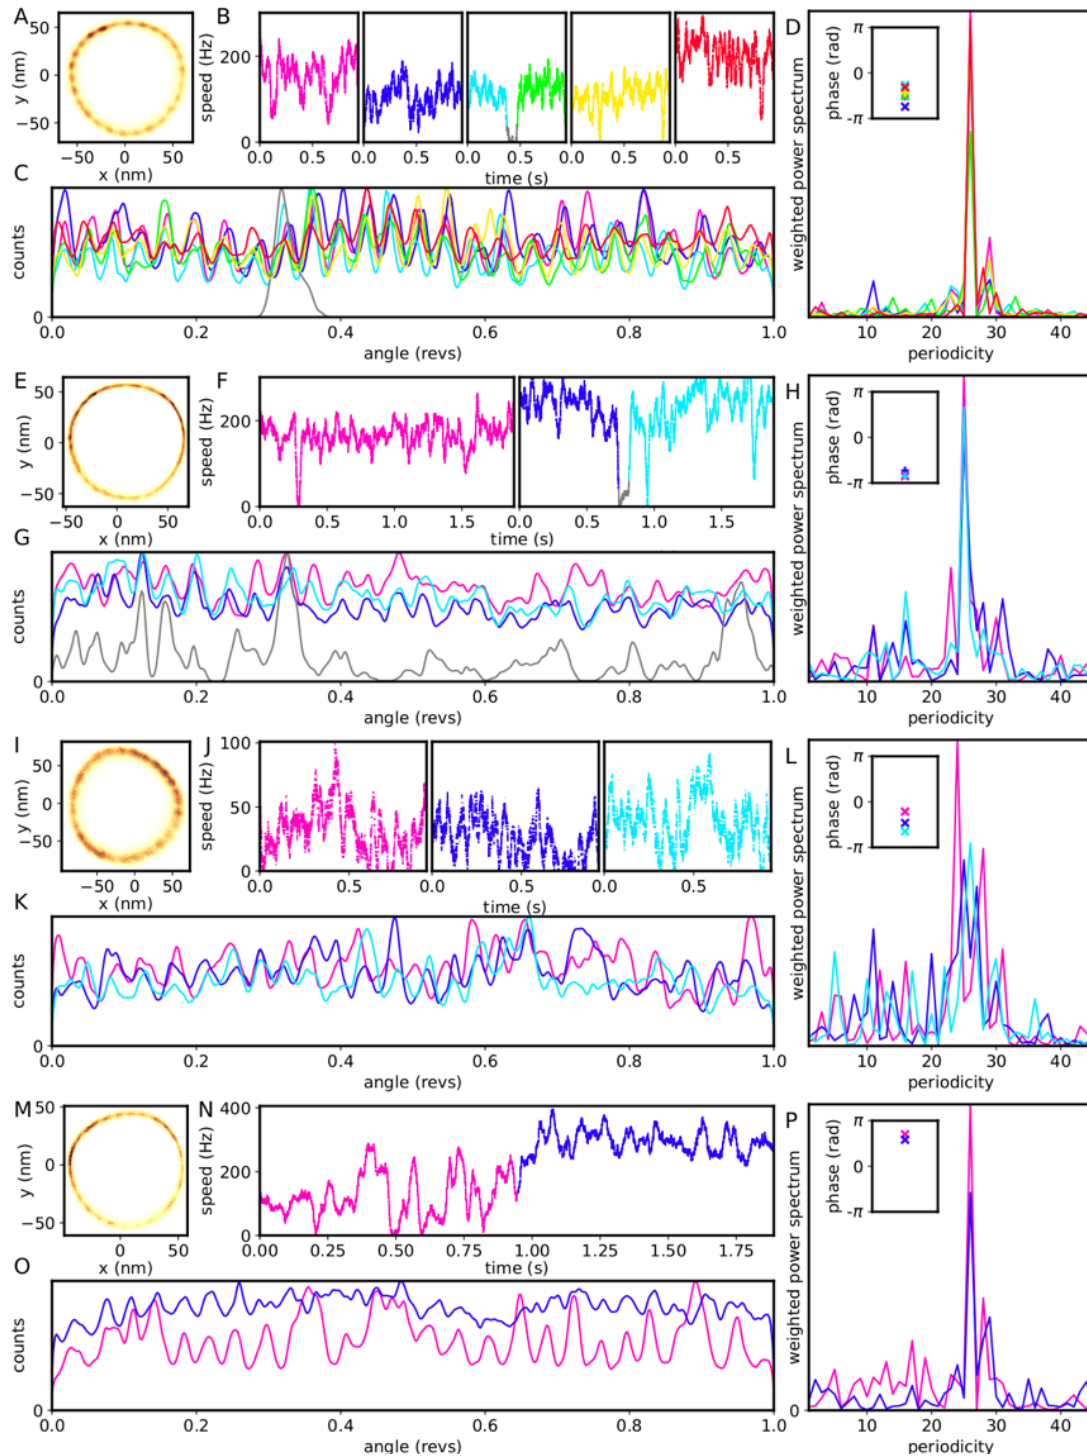 A
y (nm)
50
0
−50
−50 0 50
x (nm)
B
speed (Hz)
200
0
0.0 0.5 0.0 0.5 0.0 0.5 0.0 0.5 0.0 0.5
time (s)
C
counts
0
0.0 0.2 0.4 0.6 0.8 1.0
angle (revs)
D
weighted power spectrum
phase (rad)
π
0
-π
10 20 30 40
periodicity
E
y (nm)
50
0
−50
−50 0 50
x (nm)
F
speed (Hz)
200
0
0.0 0.5 1.0 1.5 0.0 0.5 1.0 1.5
time (s)
G
counts
0
0.0 0.2 0.4 0.6 0.8 1.0
angle (revs)
H
weighted power spectrum
phase (rad)
π
0
-π
10 20 30 40
periodicity
I
y (nm)
50
0
−50
−50 0 50
x (nm)
J
speed (Hz)
100
50
0
0.5 0.0 0.5 0.0 0.5
time (s)
K
counts
0
0.0 0.2 0.4 0.6 0.8 1.0
angle (revs)
L
weighted power spectrum
phase (rad)
π
0
-π
10 20 30 40
periodicity
M
y (nm)
50
0
−50
0 50
x (nm)
N
speed (Hz)
400
200
0
0.00 0.25 0.50 0.75 1.00 1.25 1.50 1.75
time (s)
O
counts
0
0.0 0.2 0.4 0.6 0.8 1.0
angle (revs)
P
weighted power spectrum
phase (rad)
π
0
-π
10 20 30 40
periodicity